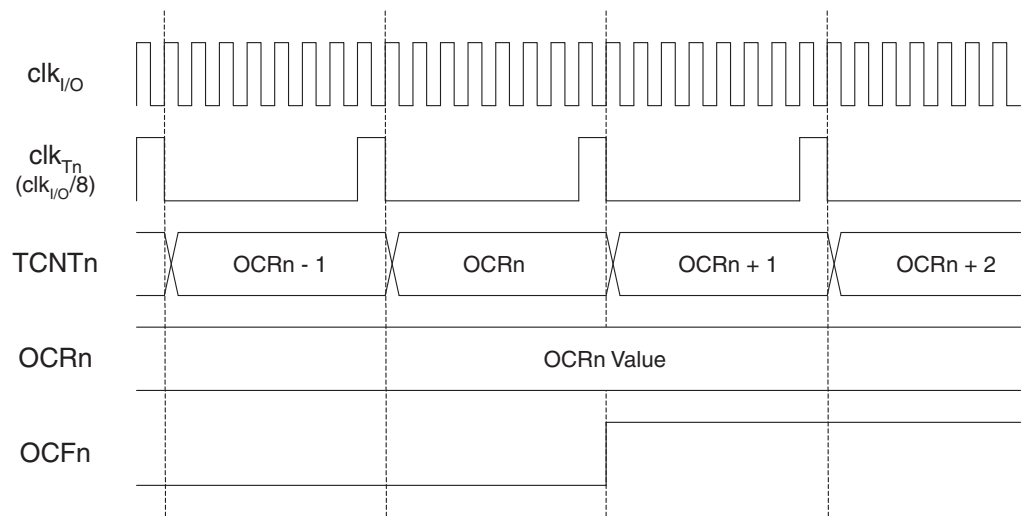 clkI/O
clkTn
(clkI/O/8)
TCNTn
OCRn - 1
OCRn
OCRn + 1
OCRn + 2
OCRn
OCRn Value
OCFn